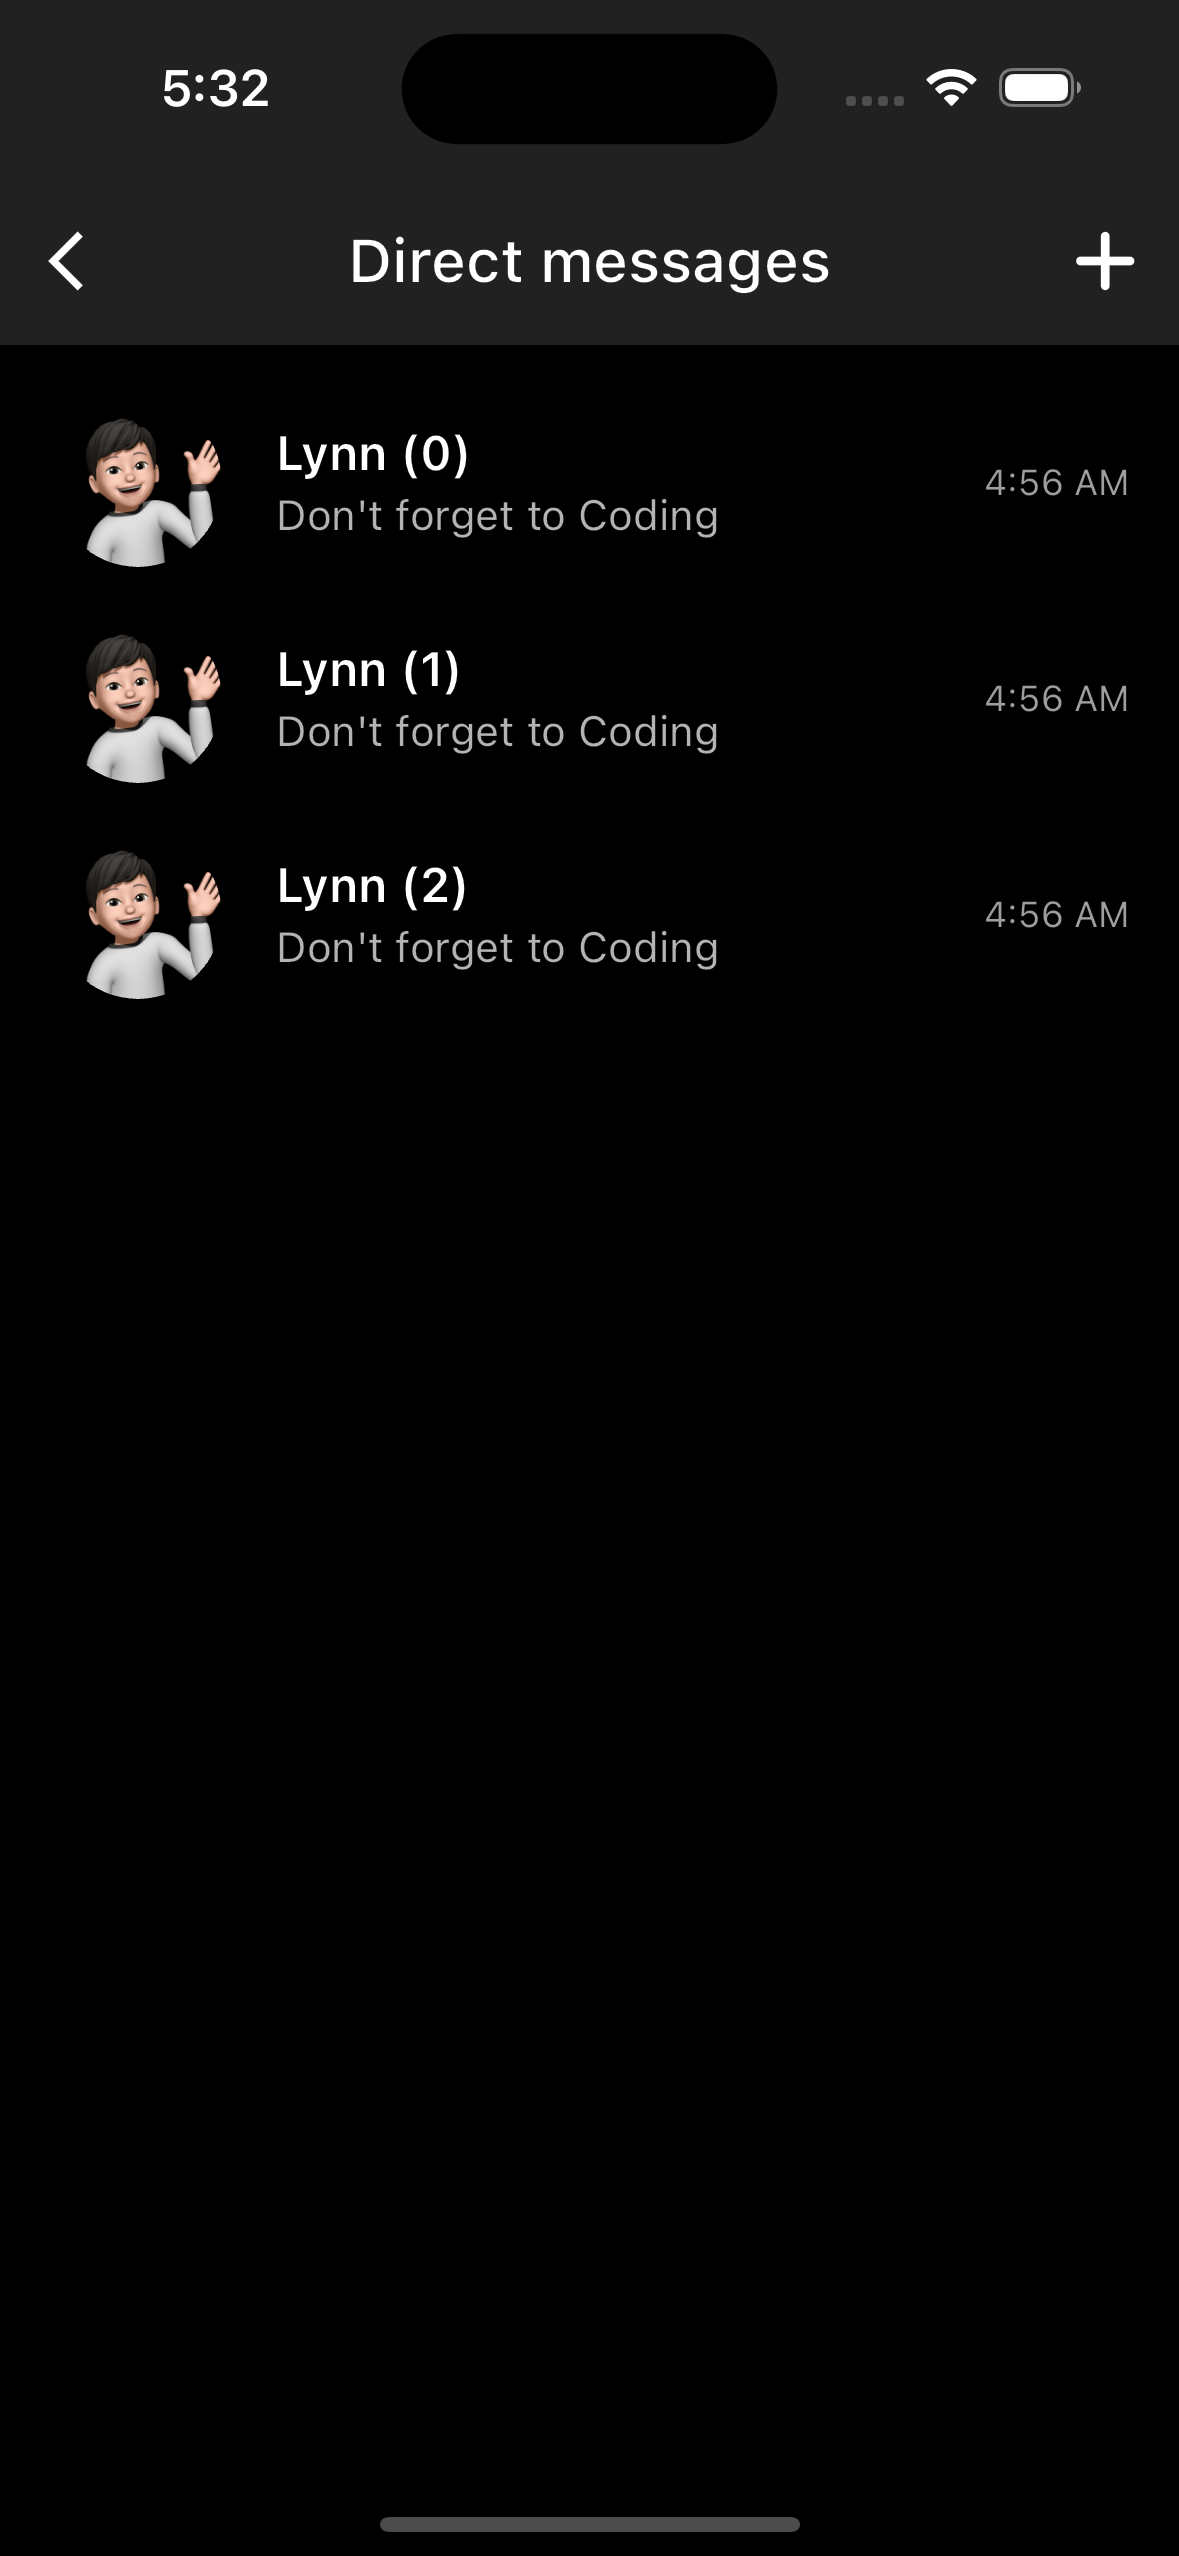 5:32
Direct messages
Lynn (0)
Don't forget to Coding
4:56 AM
Lynn (1)
Don't forget to Coding
4:56 AM
Lynn (2)
Don't forget to Coding
4:56 AM